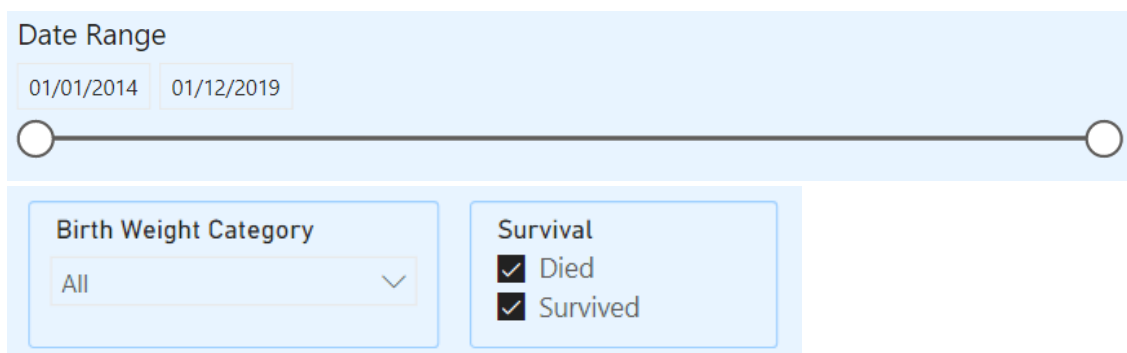 Date Range
01/01/2014 01/12/2019
Birth Weight Category
All
Survival
Died
Survived